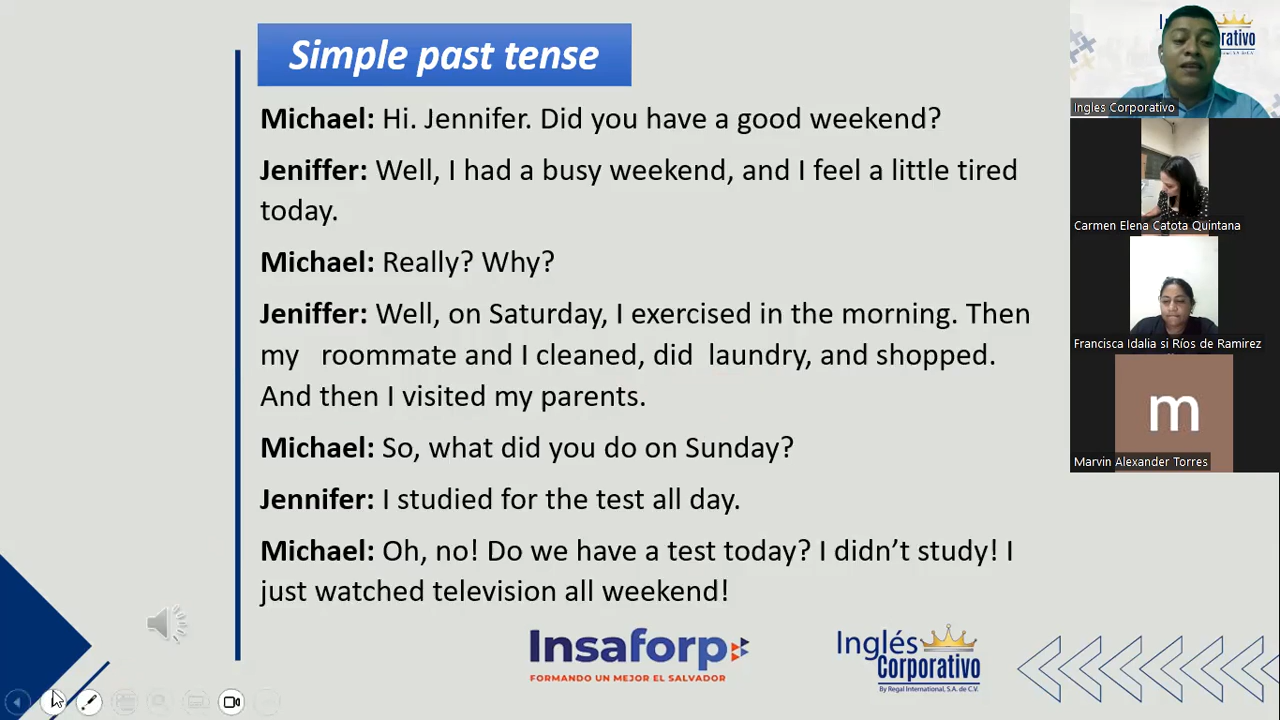 Simple past tense
Michael: Hi. Jennifer. Did you have a good weekend?
Jeniffer: Well, I had a busy weekend, and I feel a little tired
today.
Michael: Really? Why?
Jeniffer: Well, on Saturday, I exercised in the morning. Then
my roommate and I cleaned, did laundry, and shopped.
And then I visited my parents.
Michael: So, what did you do on Sunday?
Jennifer: I studied for the test all day.
Michael: Oh, no! Do we have a test today? I didn’t study! I
just watched television all weekend!
Insaforp
FORMANDO UN MEJOR EL SALVADOR
Inglés
Corporativo
By Regal International, S.A. de C.V.
rativo
Ingles Corporativo
Carmen Elena Catota Quintana
Francisca Idalia si Ríos de Ramirez
m
Marvin Alexander Torres